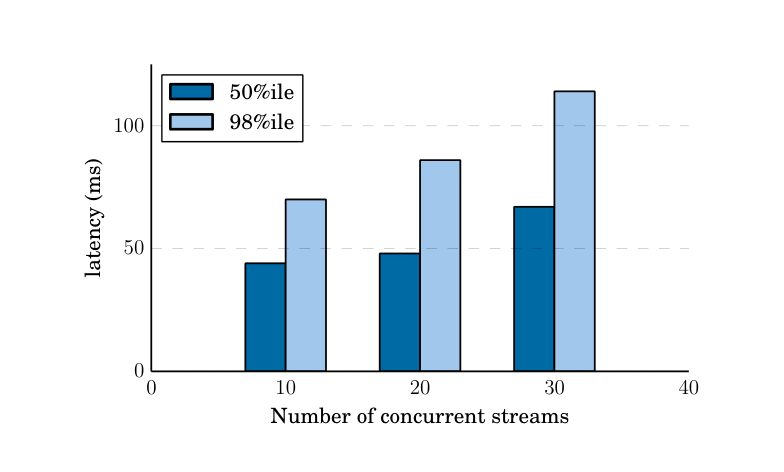 50%ile
98%ile
100
50
0
latency (ms)
0 10 20 30 40
Number of concurrent streams